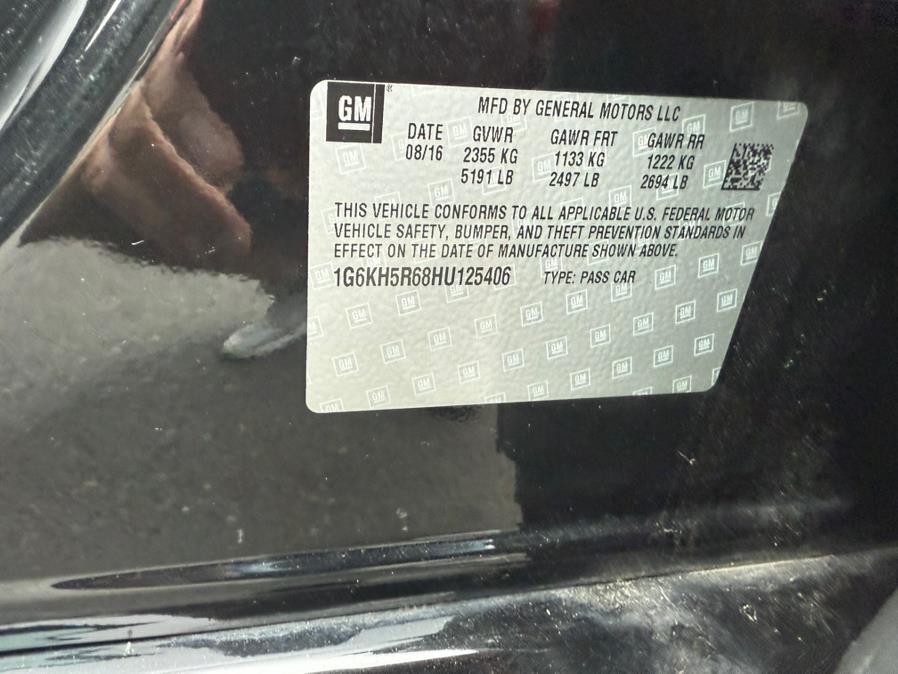 GM
MFD BY GENERAL MOTORS LLC
DATE GVWR GAWR FRT GAWR RR
08/16 2355 KG 1133 KG 1222 KG
5191 LB 2497 LB 2694 LB
THIS VEHICLE CONFORMS TO ALL APPLICABLE U.S. FEDERAL MOTOR
VEHICLE SAFETY, BUMPER, AND THEFT PREVENTION STANDARDS IN
EFFECT ON THE DATE OF MANUFACTURE SHOWN ABOVE.
1G6KH5R68HU125406 TYPE: PASS CAR